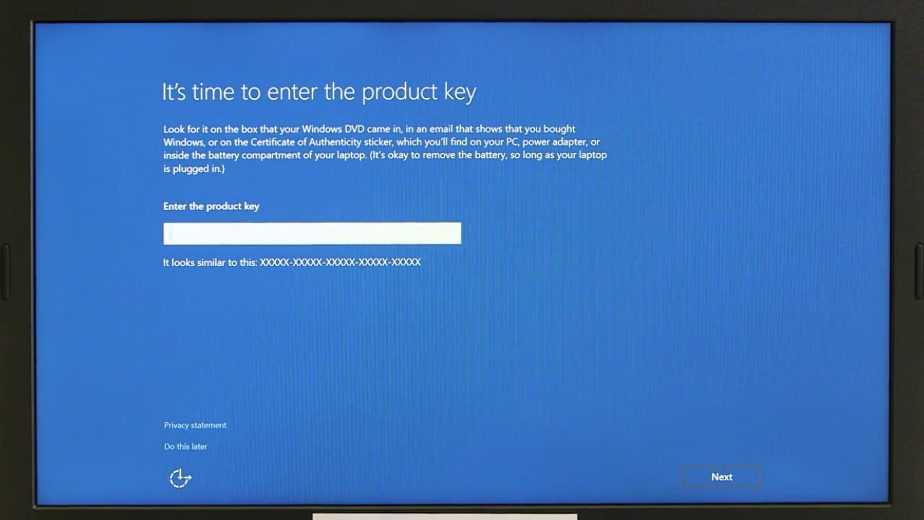 It's time to enter the product key
Look for it on the box that your Windows DVD came in, in an email that shows that you bought
Windows, or on the Certificate of Authenticity sticker, which you'll find on your PC, power adapter, or
inside the battery compartment of your laptop. (It's okay to remove the battery, so long as your laptop
is plugged in.)
Enter the product key
It looks similar to this: XXXXX-XXXXX-XXXXX-XXXXX-XXXXX
Privacy statement
Do this later
Next